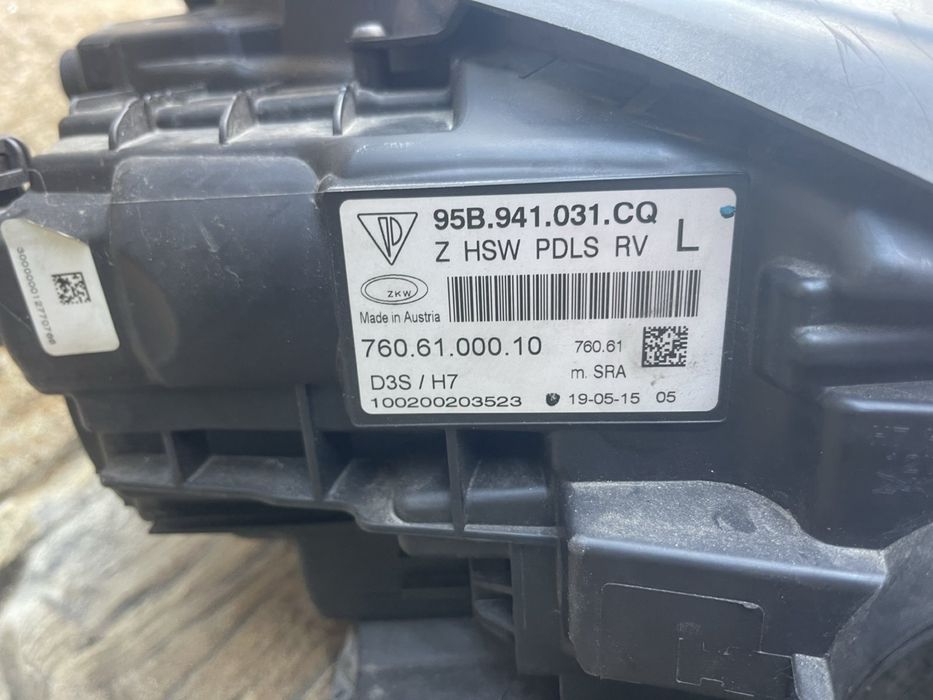 95B.941.031.CQ
Z HSW PDLS RV L
ZKW
Made in Austria
760.61.000.10 760.61
m. SRA
D3S / H7
100200203523 19-05-15 05